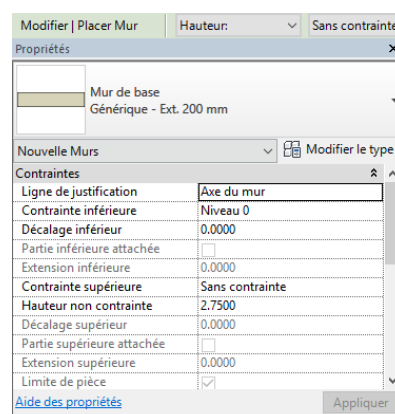 Modifier | Placer Mur Hauteur: Sans contrainte
Propriétés
Mur de base
Générique - Ext. 200 mm
Nouvelle Murs Modifier le type
Contraintes
Ligne de justification Axe du mur
Contrainte inférieure Niveau 0
Décalage inférieur 0.0000
Partie inférieure attachée
Extension inférieure 0.0000
Contrainte supérieure Sans contrainte
Hauteur non contrainte 2.7500
Décalage supérieur 0.0000
Partie supérieure attachée
Extension supérieure 0.0000
Limite de pièce
Aide des propriétés Appliquer